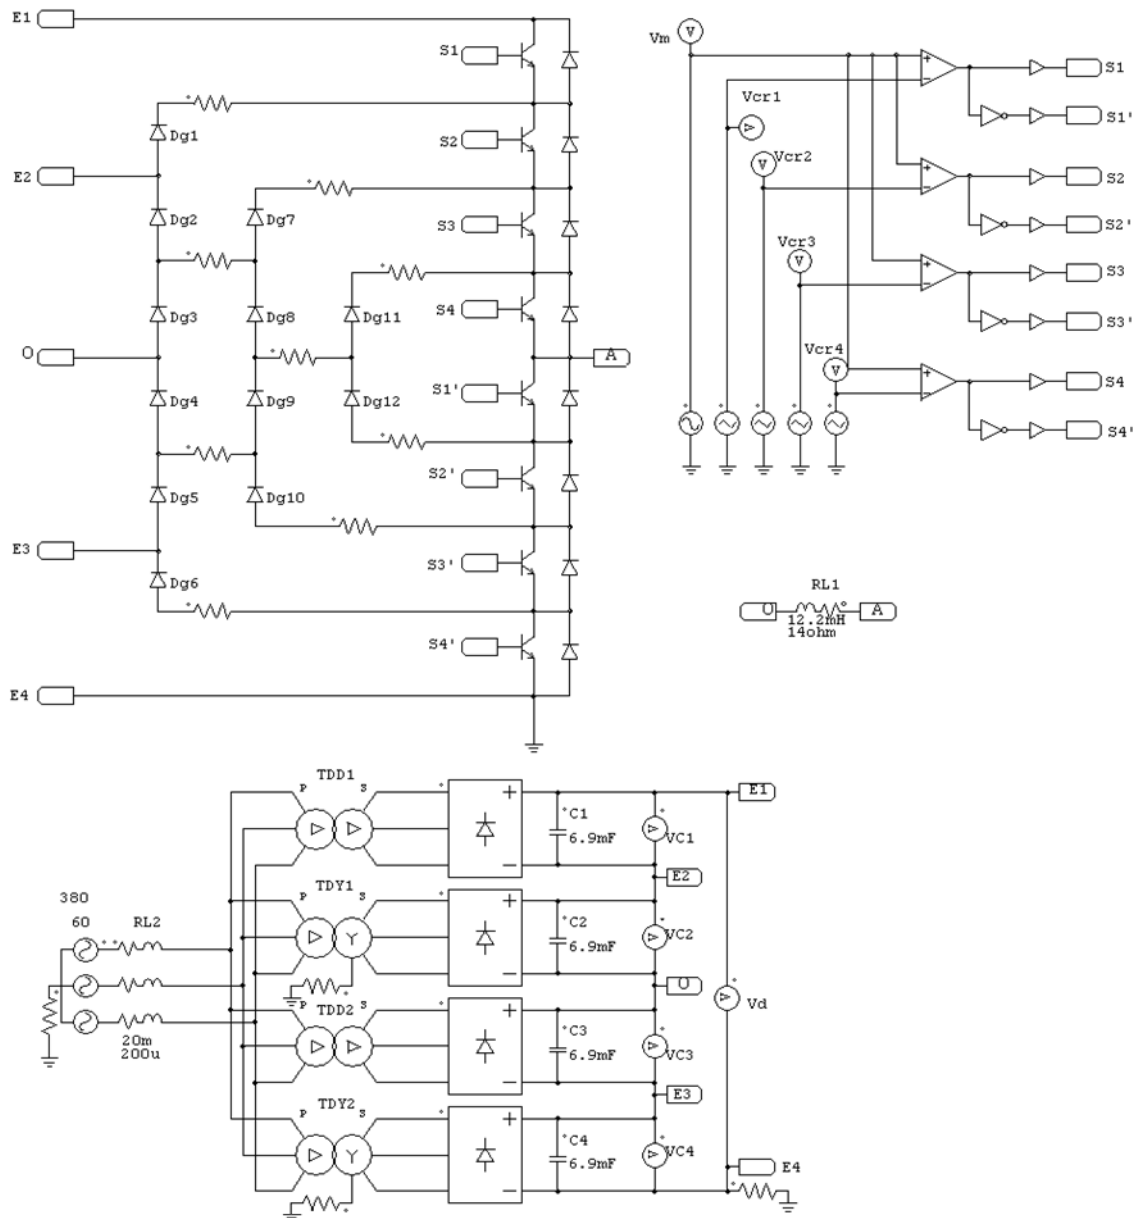 E1
S1
Dg1
S2
E2
Dg2
Dg7
S3
Dg3
Dg8
Dg11
S4
O
A
Dg4
Dg9
Dg12
S1'
Dg5
Dg10
S2'
E3
Dg6
S3'
S4'
E4
Vm
V
S1
Vcr1
V
S1'
Vcr2
V
S2
S2'
Vcr3
V
S3
S3'
Vcr4
V
S4
S4'
RL1
O
A
12.2mH
14ohm
TDD1
P
S
E1
C1
6.9mF
V
VC1
E2
TDY1
P
S
Y
C2
6.9mF
V
VC2
O
380
60
RL2
20m
200u
TDD2
P
S
C3
6.9mF
V
VC3
V
Vd
E3
TDY2
P
S
Y
C4
6.9mF
V
VC4
E4